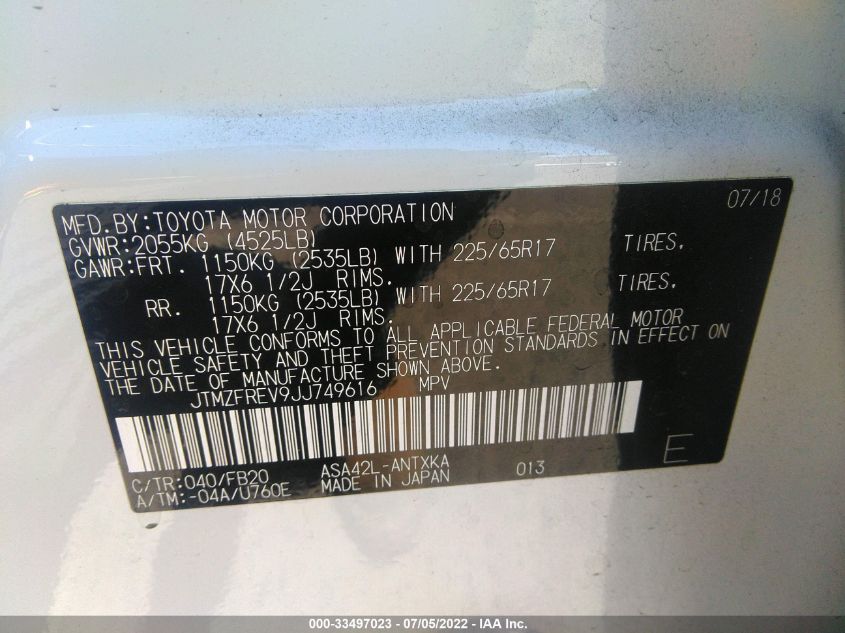 07/18
MFD.BY:TOYOTA MOTOR CORPORATION
GVWR:2055KG (4525LB)
GAWR:FRT. 1150KG (2535LB) WITH 225/65R17 TIRES.
17X6 1/2J RIMS.
RR. 1150KG (2535LB) WITH 225/65R17 TIRES.
17X6 1/2J RIMS.
THIS VEHICLE CONFORMS TO ALL APPLICABLE FEDERAL MOTOR
VEHICLE SAFETY AND THEFT PREVENTION STANDARDS IN EFFECT ON
THE DATE OF MANUFACTURE SHOWN ABOVE.
JTMZFREV9JJ749616 MPV
C/TR:040/FB20 ASA42L-ANTXKA 013 E
A/TM:-04A/U760E MADE IN JAPAN
000-33497023 - 07/05/2022 - IAA Inc.